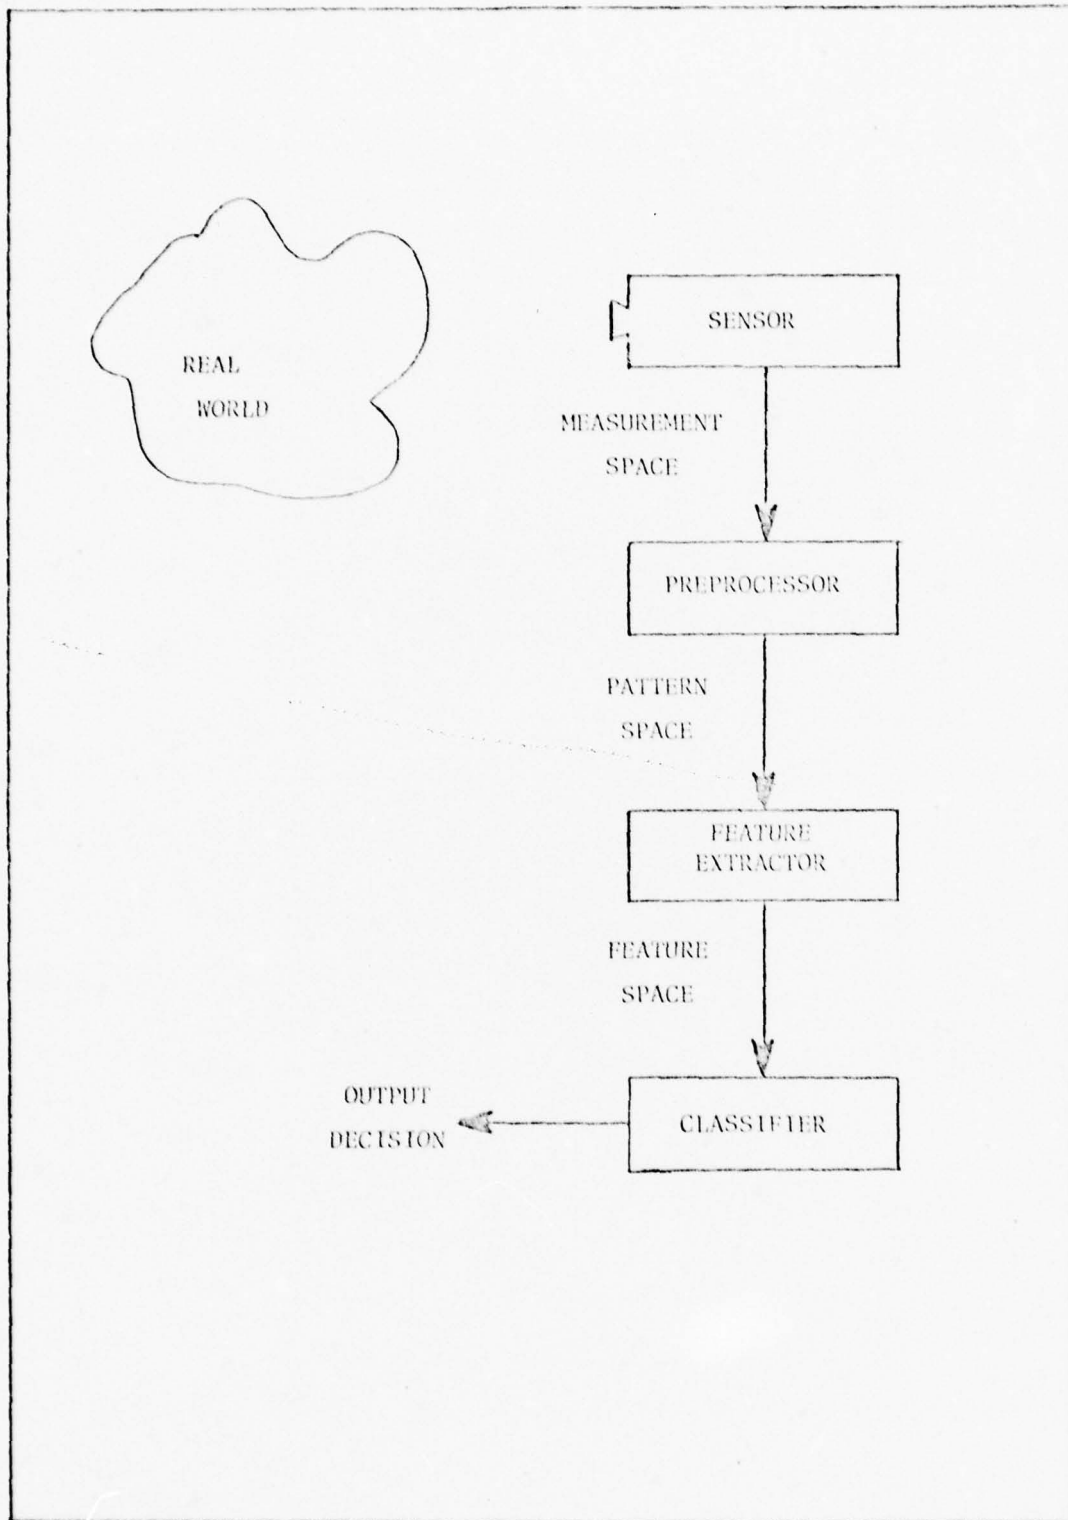 REAL
WORLD
SENSOR
MEASUREMENT
SPACE
PREPROCESSOR
PATTERN
SPACE
FEATURE
EXTRACTOR
FEATURE
SPACE
CLASSIFIER
OUTPUT
DECISION